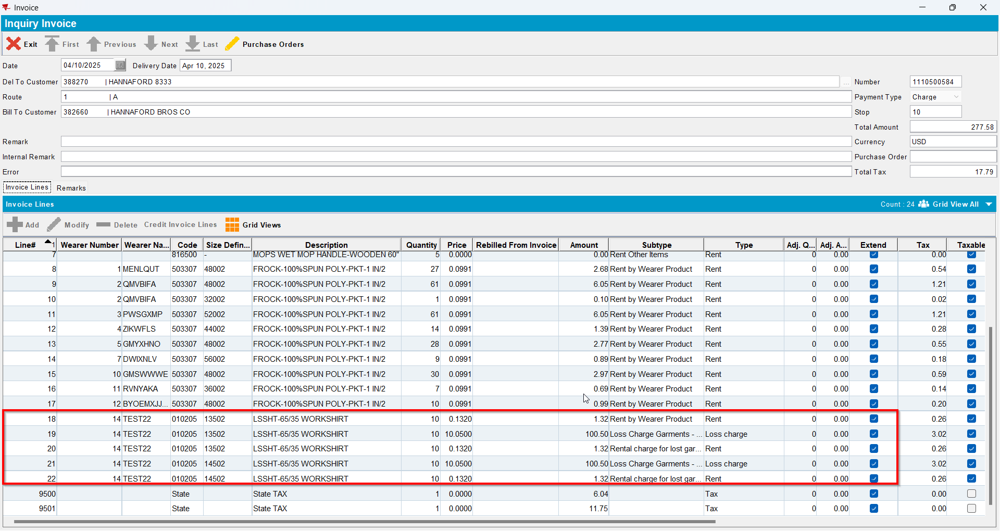 Invoice
Inquiry Invoice
Exit First Previous Next Last Purchase Orders
Date 04/10/2025 Delivery Date Apr 10, 2025
Del To Customer 388270 | HANNAFORD 8333 ... Number 1110500584
Route 1 | A Payment Type Charge
Bill To Customer 382660 | HANNAFORD BROS CO Stop 10
Total Amount 277.58
Remark Currency USD
Internal Remark Purchase Order
Error Total Tax 17.79
Invoice Lines Remarks
Invoice Lines Count : 24 Grid View All
Add Modify Delete Credit Invoice Lines Grid Views
Line# 1 Wearer Number Wearer Na... Code Size Defin... Description Quantity Price Rebilled From Invoice Amount Subtype Type Adj. Q... Adj. A... Extend Tax Taxable
7 816500 - MOPS WET MOP HANDLE-WOODEN 60" 5 0.0000 0.00 Rent Other Items Rent 0 0.00 0.00
8 1 MENLQUT 503307 48002 FROCK-100%SPUN POLY-PKT-1 IN/2 27 0.0991 2.68 Rent by Wearer Product Rent 0 0.00 0.54
9 2 QMVBIFA 503307 48002 FROCK-100%SPUN POLY-PKT-1 IN/2 61 0.0991 6.05 Rent by Wearer Product Rent 0 0.00 1.21
10 2 QMVBIFA 503307 32002 FROCK-100%SPUN POLY-PKT-1 IN/2 1 0.0991 0.10 Rent by Wearer Product Rent 0 0.00 0.02
11 3 PWSGXMP 503307 52002 FROCK-100%SPUN POLY-PKT-1 IN/2 61 0.0991 6.05 Rent by Wearer Product Rent 0 0.00 1.21
12 4 ZIKWFLS 503307 44002 FROCK-100%SPUN POLY-PKT-1 IN/2 14 0.0991 1.39 Rent by Wearer Product Rent 0 0.00 0.28
13 5 GMYXHNO 503307 48002 FROCK-100%SPUN POLY-PKT-1 IN/2 28 0.0991 2.77 Rent by Wearer Product Rent 0 0.00 0.55
14 7 DWIXNLV 503307 56002 FROCK-100%SPUN POLY-PKT-1 IN/2 9 0.0991 0.89 Rent by Wearer Product Rent 0 0.00 0.18
15 10 GMSWWWE 503307 48002 FROCK-100%SPUN POLY-PKT-1 IN/2 30 0.0991 2.97 Rent by Wearer Product Rent 0 0.00 0.59
16 11 RVNYAKA 503307 36002 FROCK-100%SPUN POLY-PKT-1 IN/2 7 0.0991 0.69 Rent by Wearer Product Rent 0 0.00 0.14
17 12 BYOEMXJJ... 503307 48002 FROCK-100%SPUN POLY-PKT-1 IN/2 10 0.0991 0.99 Rent by Wearer Product Rent 0 0.00 0.20
18 14 TEST22 010205 13502 LSSHT-65/35 WORKSHIRT 10 0.1320 1.32 Rent by Wearer Product Rent 0 0.00 0.26
19 14 TEST22 010205 13502 LSSHT-65/35 WORKSHIRT 10 10.0500 100.50 Loss Charge Garments - ... Loss charge 0 0.00 3.02
20 14 TEST22 010205 13502 LSSHT-65/35 WORKSHIRT 10 0.1320 1.32 Rental charge for lost gar... Rent 0 0.00 0.26
21 14 TEST22 010205 14502 LSSHT-65/35 WORKSHIRT 10 10.0500 100.50 Loss Charge Garments - ... Loss charge 0 0.00 3.02
22 14 TEST22 010205 14502 LSSHT-65/35 WORKSHIRT 10 0.1320 1.32 Rental charge for lost gar... Rent 0 0.00 0.26
9500 State State TAX 1 0.0000 6.04 Tax 0 0.00 0.00
9501 State State TAX 1 0.0000 11.75 Tax 0 0.00 0.00